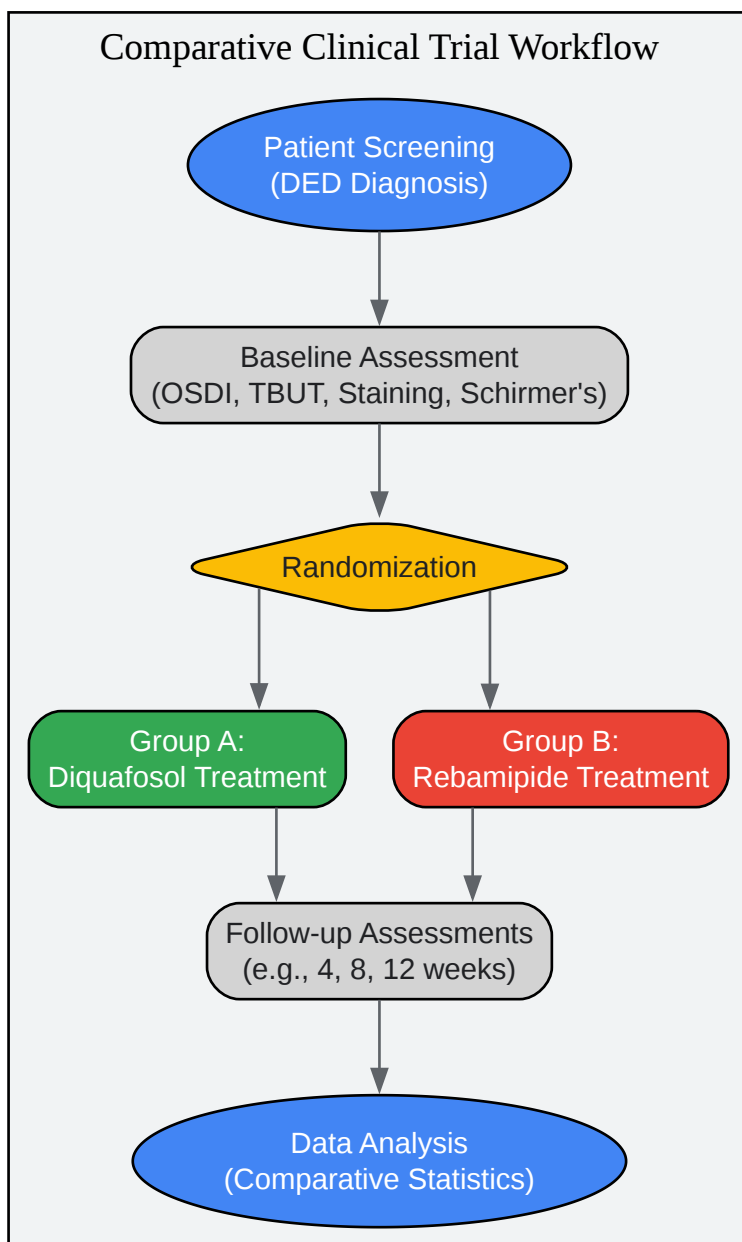 Comparative Clinical Trial Workflow
Patient Screening
(DED Diagnosis)
Baseline Assessment
(OSDI, TBUT, Staining, Schirmer's)
Randomization
Group A:
Diquafosol Treatment
Group B:
Rebamipide Treatment
Follow-up Assessments
(e.g., 4, 8, 12 weeks)
Data Analysis
(Comparative Statistics)